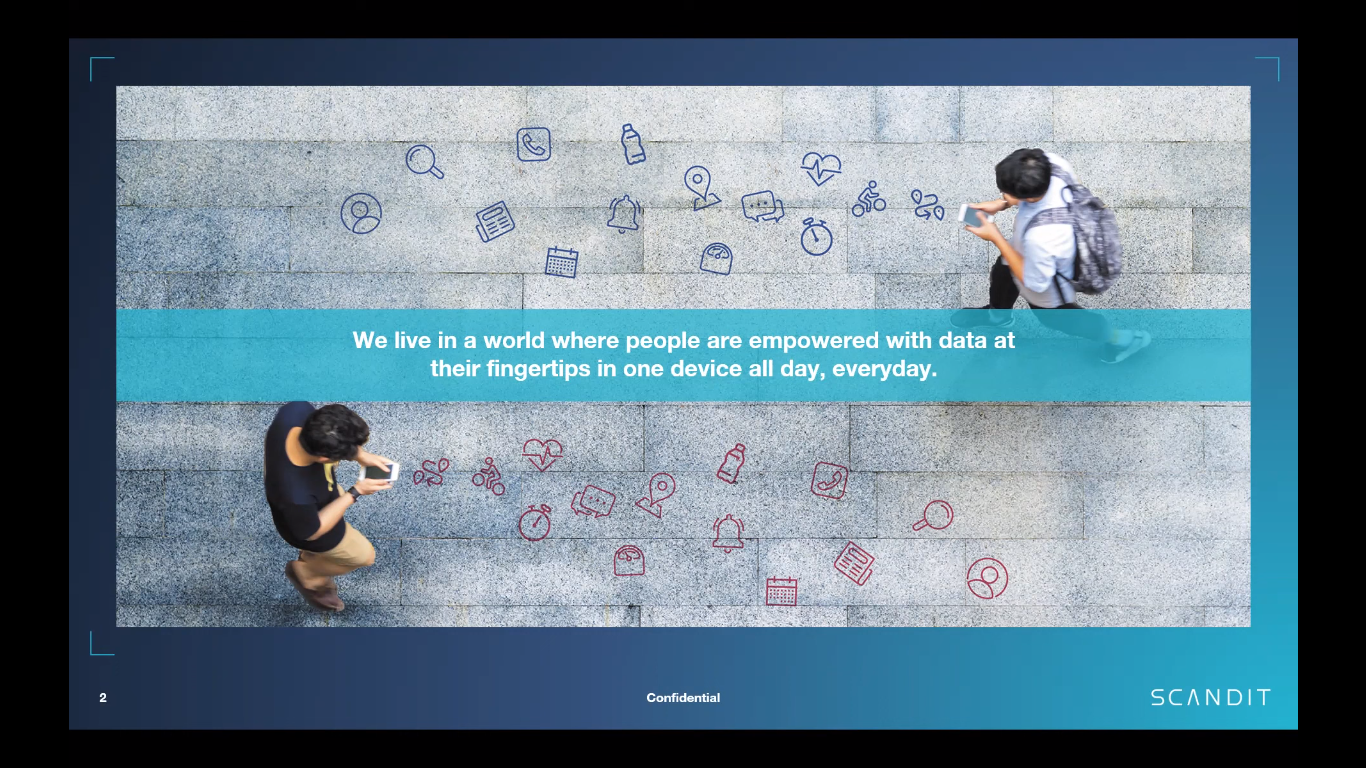 We live in a world where people are empowered with data at
their fingertips in one device all day, everyday.
2
Confidential
SCANDIT